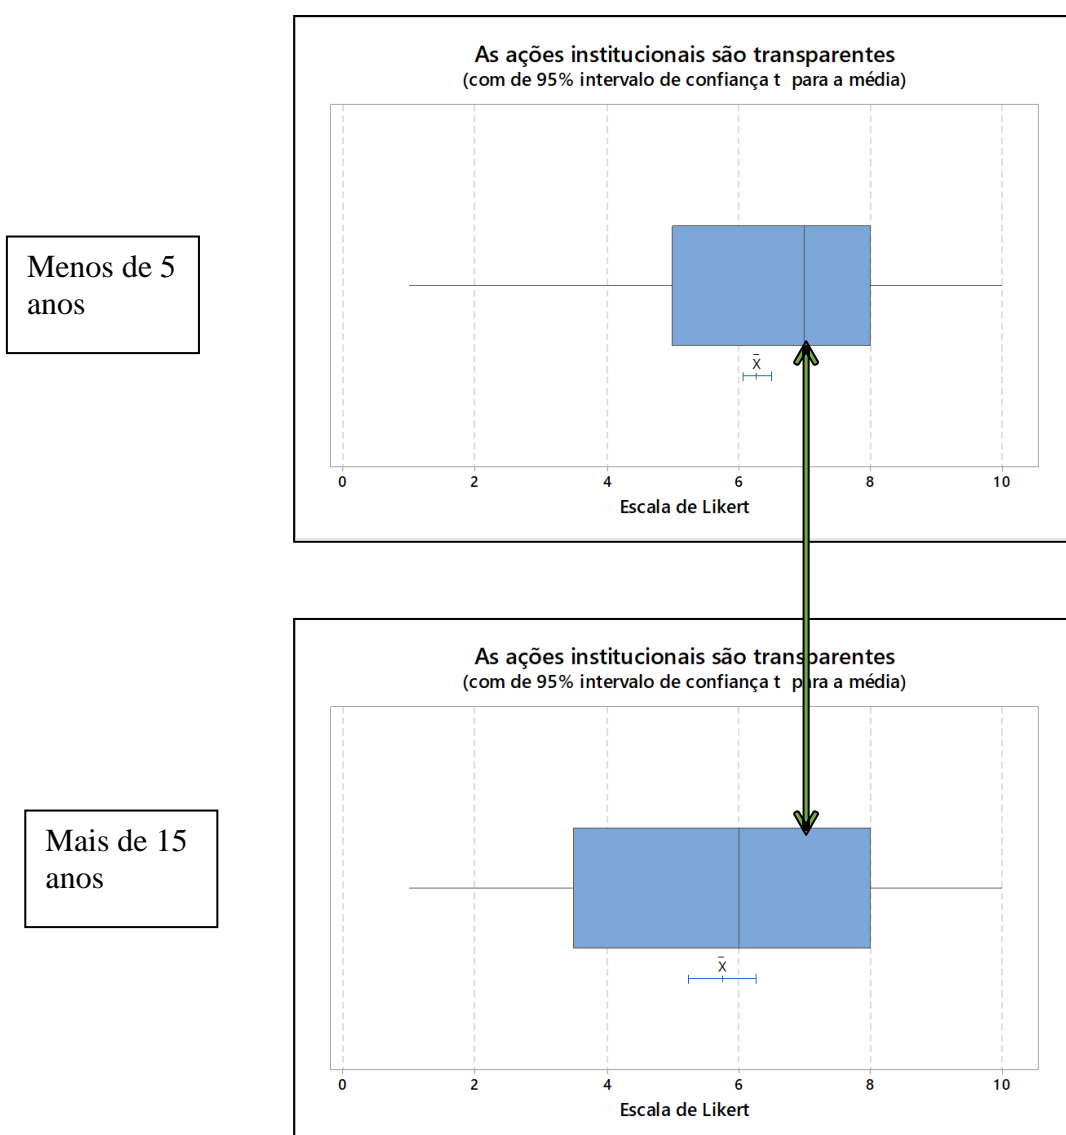 As ações institucionais são transparentes
(com de 95% intervalo de confiança t para a média)
Menos de 5
anos
X̄
0 2 4 6 8 10
Escala de Likert
As ações institucionais são transparentes
(com de 95% intervalo de confiança t para a média)
Mais de 15
anos
X̄
0 2 4 6 8 10
Escala de Likert